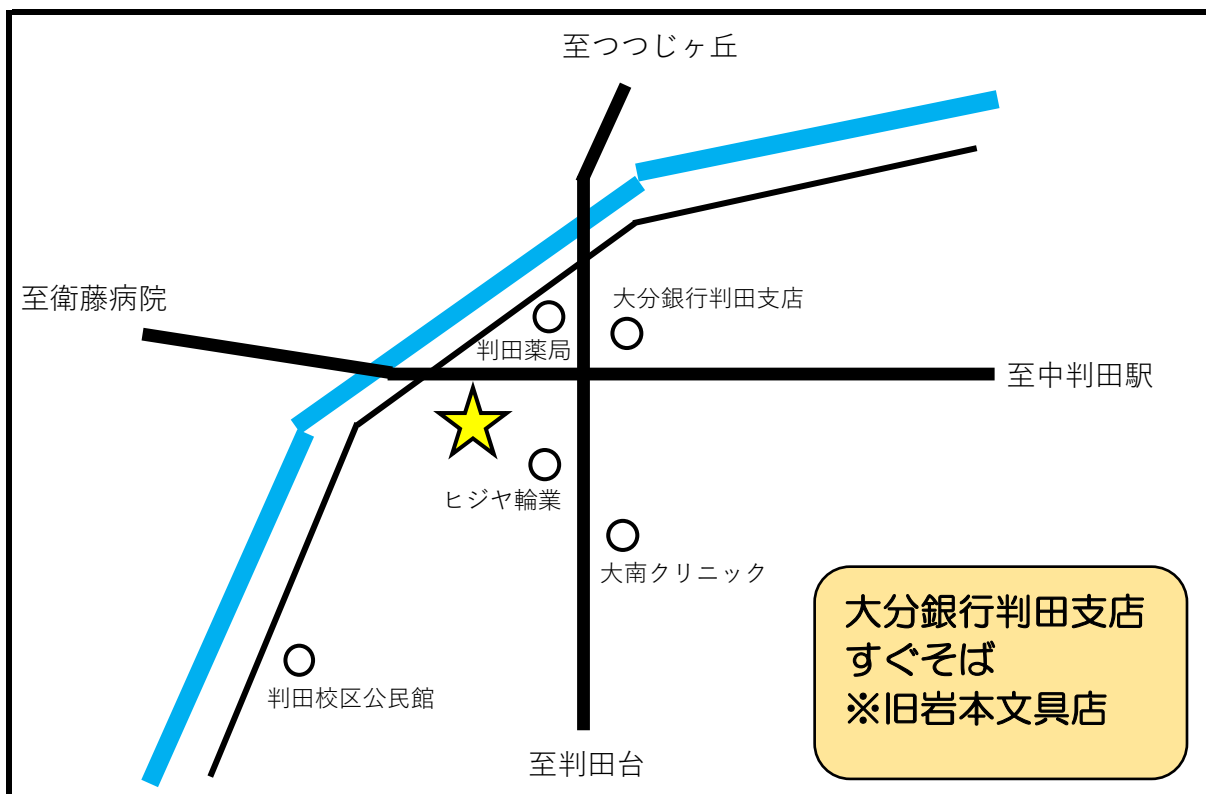 至つつじヶ丘
至衛藤病院
大分銀行判田支店
判田薬局
至中判田駅
ヒジヤ輪業
大南クリニック
大分銀行判田支店
すぐそば
※旧岩本文具店
判田校区公民館
至判田台